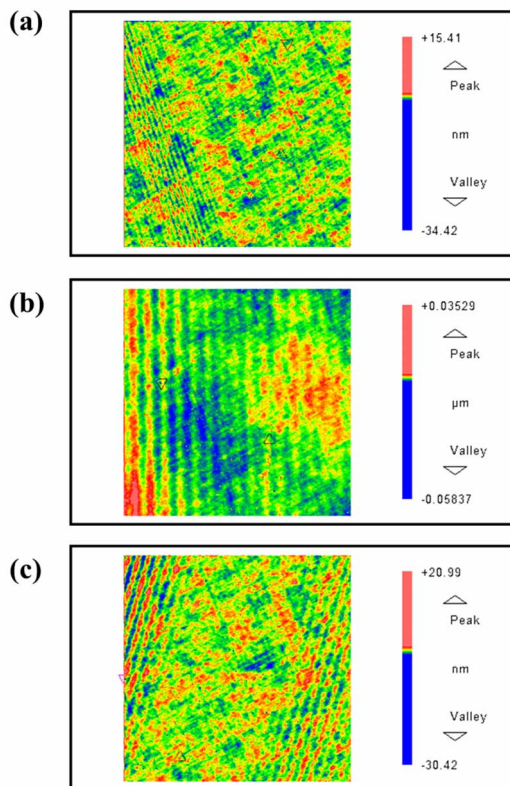 (a)
+15.41
Peak
nm
Valley
-34.42
(b)
+0.03529
Peak
µm
Valley
-0.05837
(c)
+20.99
Peak
nm
Valley
-30.42